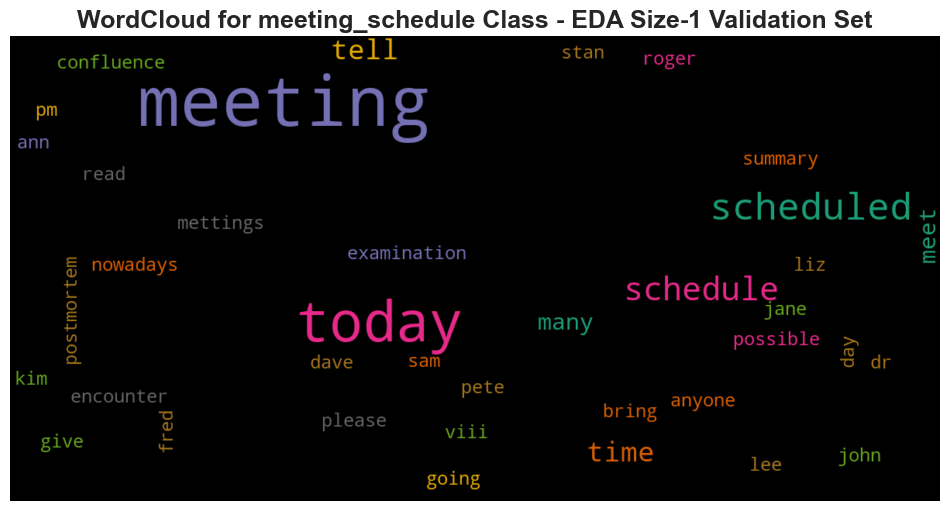 WordCloud for meeting_schedule Class - EDA Size-1 Validation Set
tell
stan
roger
confluence
meeting
pm
ann
summary
read
scheduled
mettings
meet
examination
nowadays
liz
postmortem
schedule
today
many
jane
possible
day
dave
sam
dr
kim
pete
encounter
anyone
bring
fred
please
viii
give
time
john
lee
going